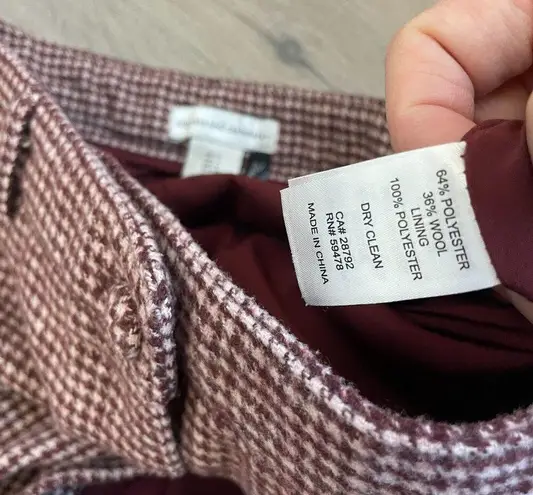 64% POLYESTER
36% WOOL
LINING
100% POLYESTER
DRY CLEAN
CA# 28792
RN# 59478
MADE IN CHINA